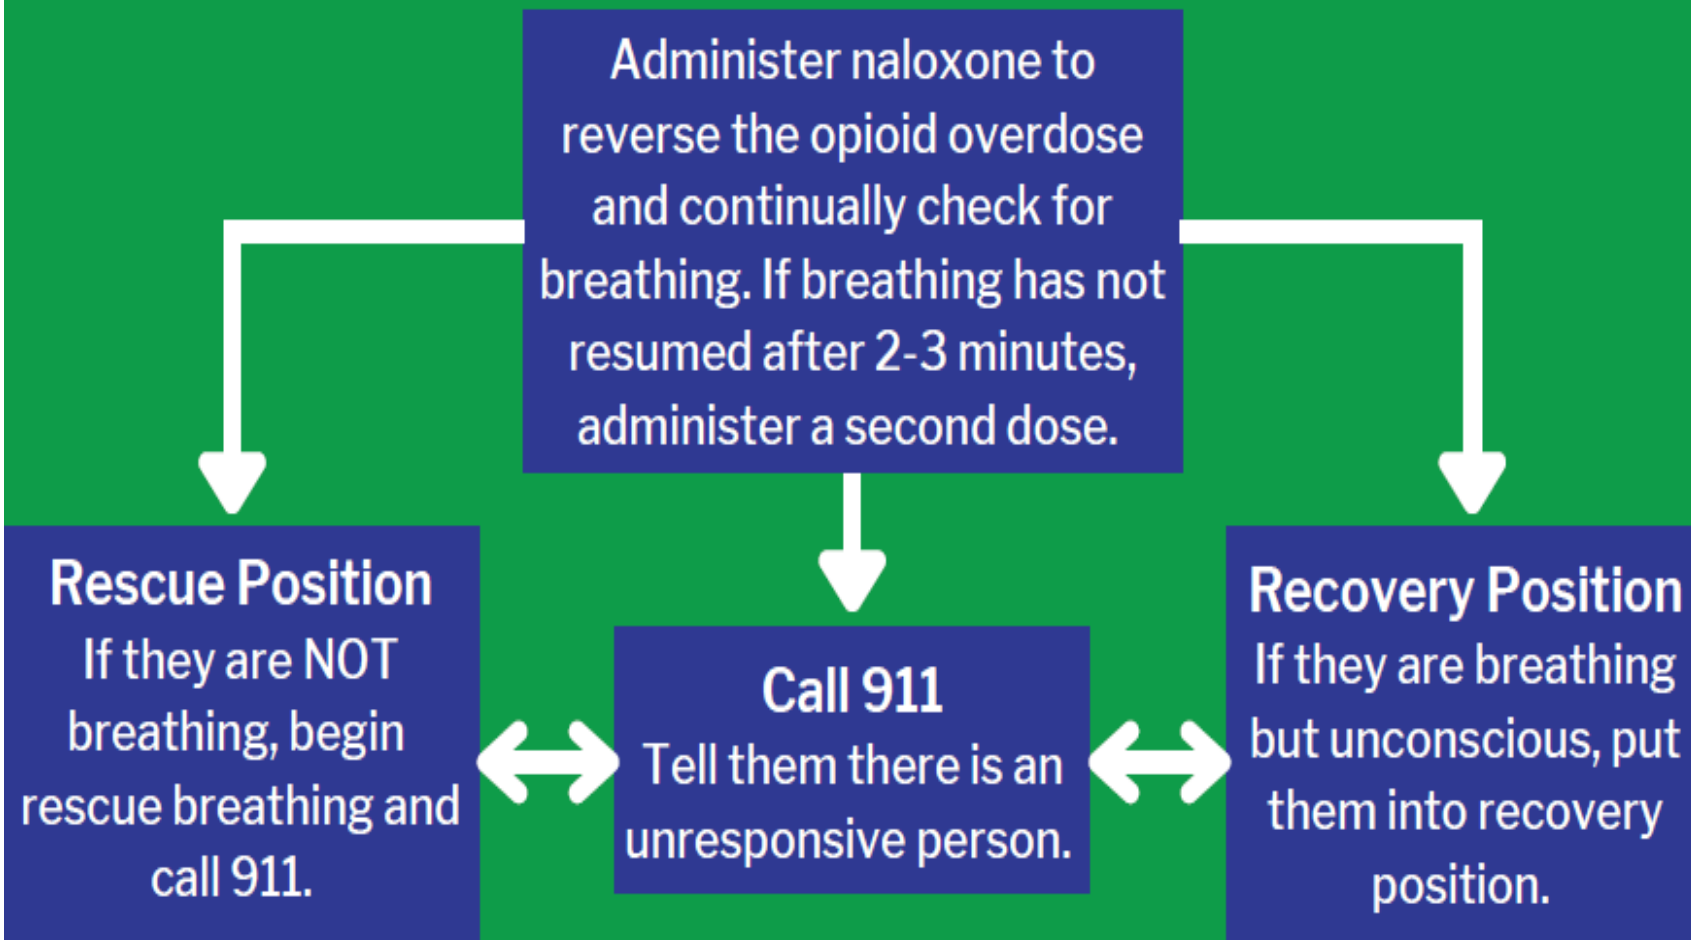 Administer naloxone to
reverse the opioid overdose
and continually check for
breathing. If breathing has not
resumed after 2-3 minutes,
administer a second dose.
Rescue Position
If they are NOT
breathing, begin
rescue breathing and
call 911.
Call 911
Tell them there is an
unresponsive person.
Recovery Position
If they are breathing
but unconscious, put
them into recovery
position.